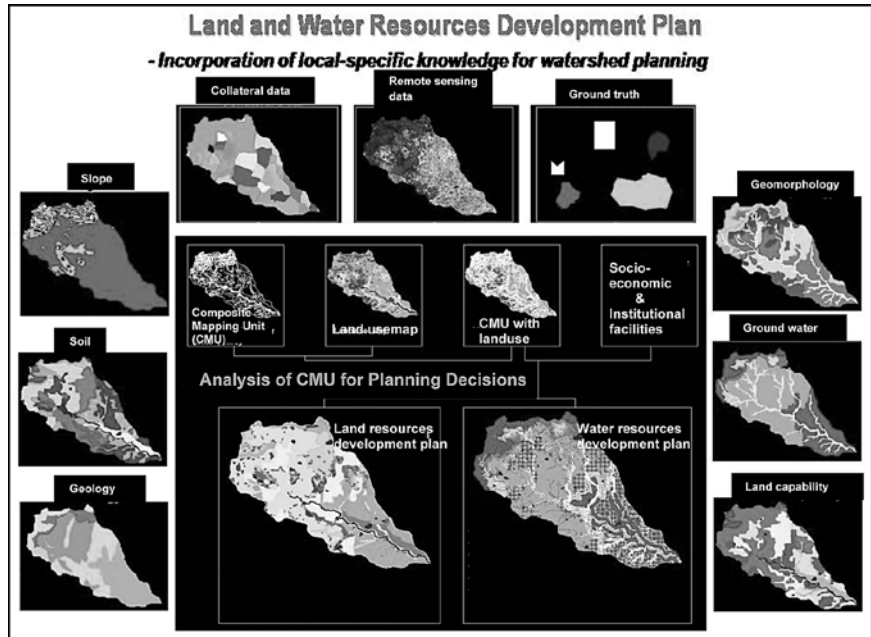 Land and Water Resources Development Plan
- Incorporation of local-specific knowledge for watershed planning
Collateral data
Remote sensing
data
Ground truth
Slope
Geomorphology
Composite
Mapping Unit
(CMU)
Land use map
CMU with
landuse
Socio-
economic
&
Institutional
facilities
Soil
Ground water
Analysis of CMU for Planning Decisions
Land resources
development plan
Water resources
development plan
Geology
Land capability